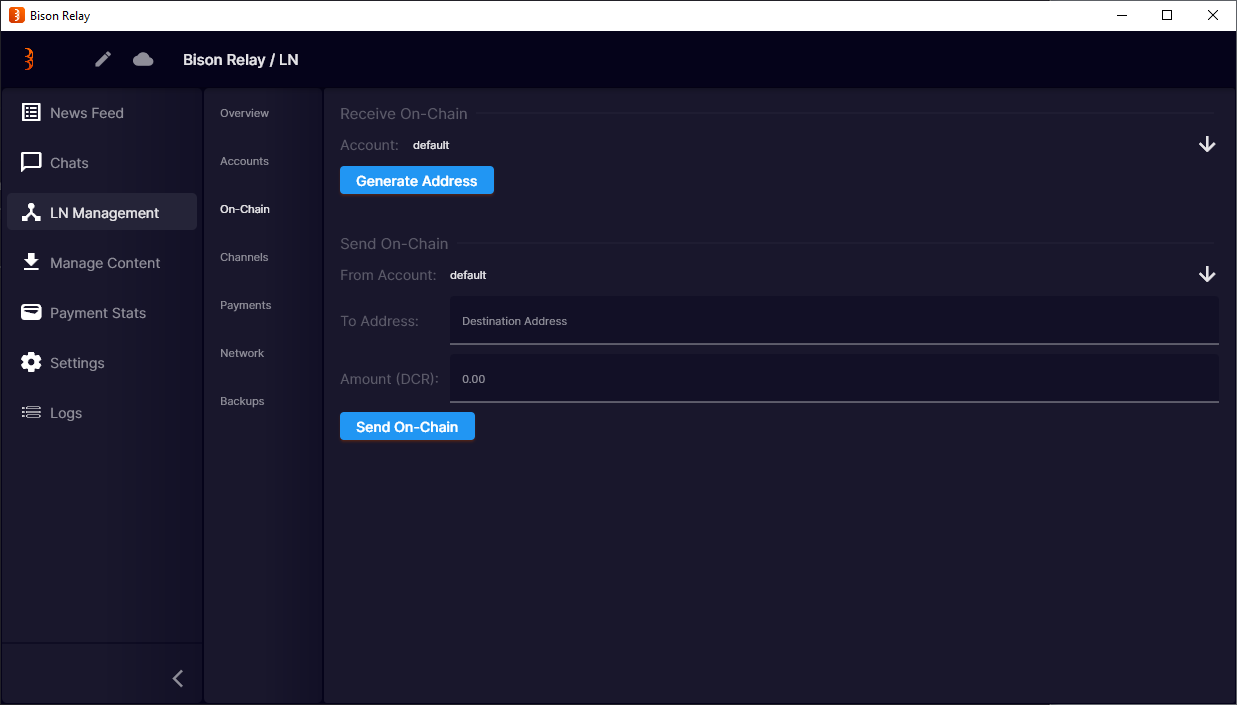 Bison Relay
Bison Relay / LN
News Feed
Chats
LN Management
Manage Content
Payment Stats
Settings
Logs
Overview
Accounts
On-Chain
Channels
Payments
Network
Backups
Receive On-Chain
Account: default
Generate Address
Send On-Chain
From Account: default
To Address: Destination Address
Amount (DCR): 0.00
Send On-Chain